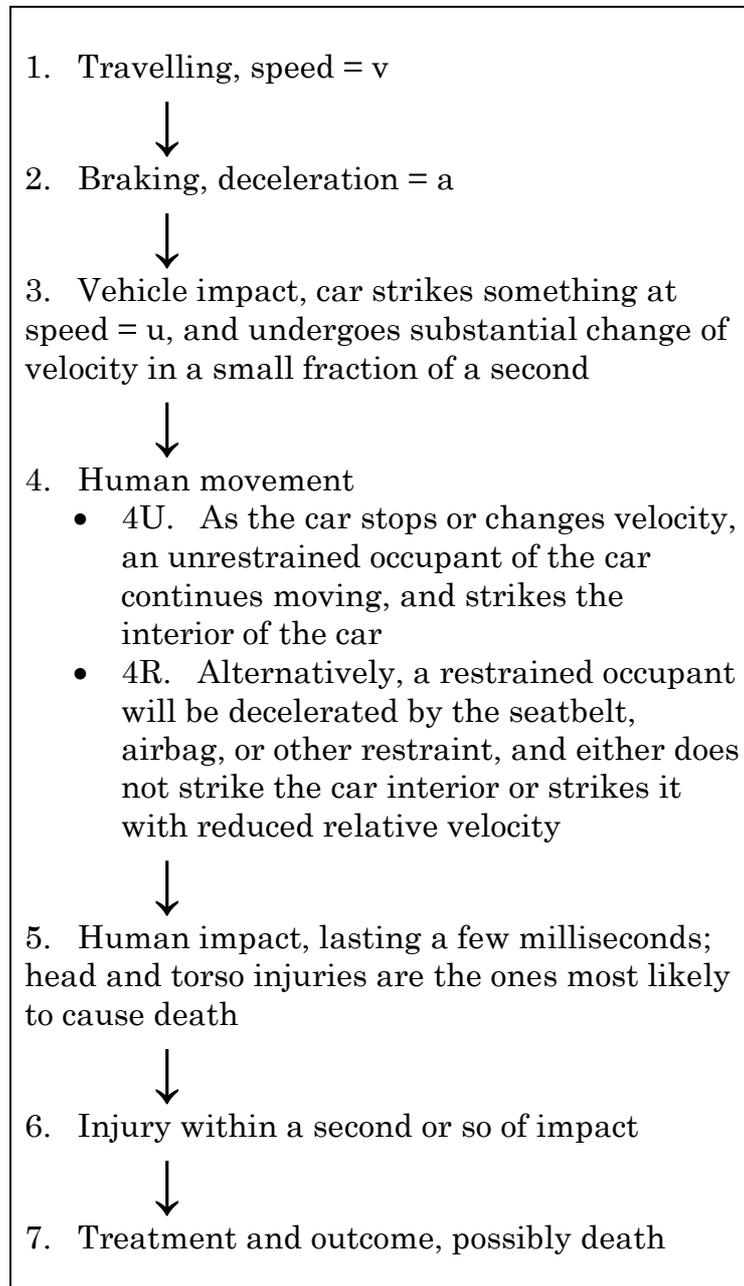 1. Travelling, speed = v
↓
2. Braking, deceleration = a
↓
3. Vehicle impact, car strikes something at
speed = u, and undergoes substantial change of
velocity in a small fraction of a second
↓
4. Human movement
• 4U. As the car stops or changes velocity,
an unrestrained occupant of the car
continues moving, and strikes the
interior of the car
• 4R. Alternatively, a restrained occupant
will be decelerated by the seatbelt,
airbag, or other restraint, and either does
not strike the car interior or strikes it
with reduced relative velocity
↓
5. Human impact, lasting a few milliseconds;
head and torso injuries are the ones most likely
to cause death
↓
6. Injury within a second or so of impact
↓
7. Treatment and outcome, possibly death